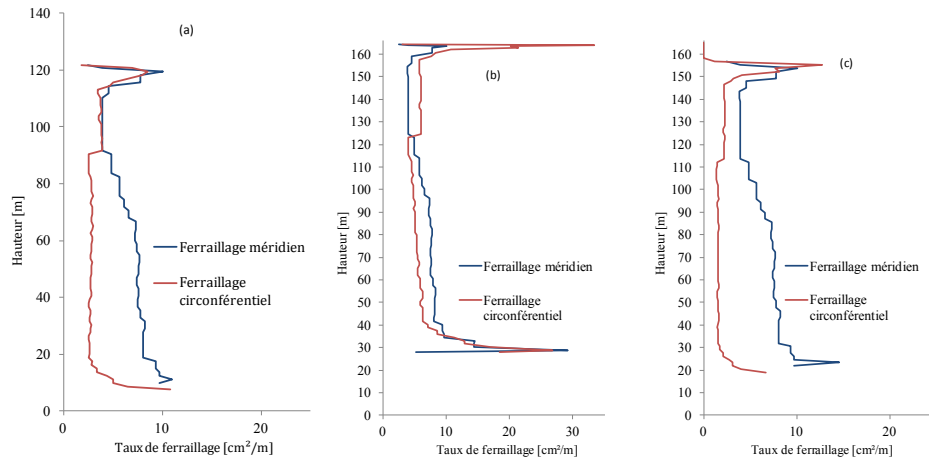 (a)
140
120
100
80
60
40
20
0
0 10 20
Hauteur [m]
Taux de ferraillage [cm²/m]
Ferraillage méridien
Ferraillage
circonférentiel
(b)
160
150
140
130
120
110
100
90
80
70
60
50
40
30
20
10
0
0 10 20 30
Hauteur [m]
Taux de ferraillage [cm²/m]
Ferraillage méridien
Ferraillage
circonférentiel
(c)
160
150
140
130
120
110
100
90
80
70
60
50
40
30
20
10
0
0 10 20
Hauteur [m]
Taux de ferraillage [cm²/m]
Ferraillage méridien
Ferraillage
circonférentiel